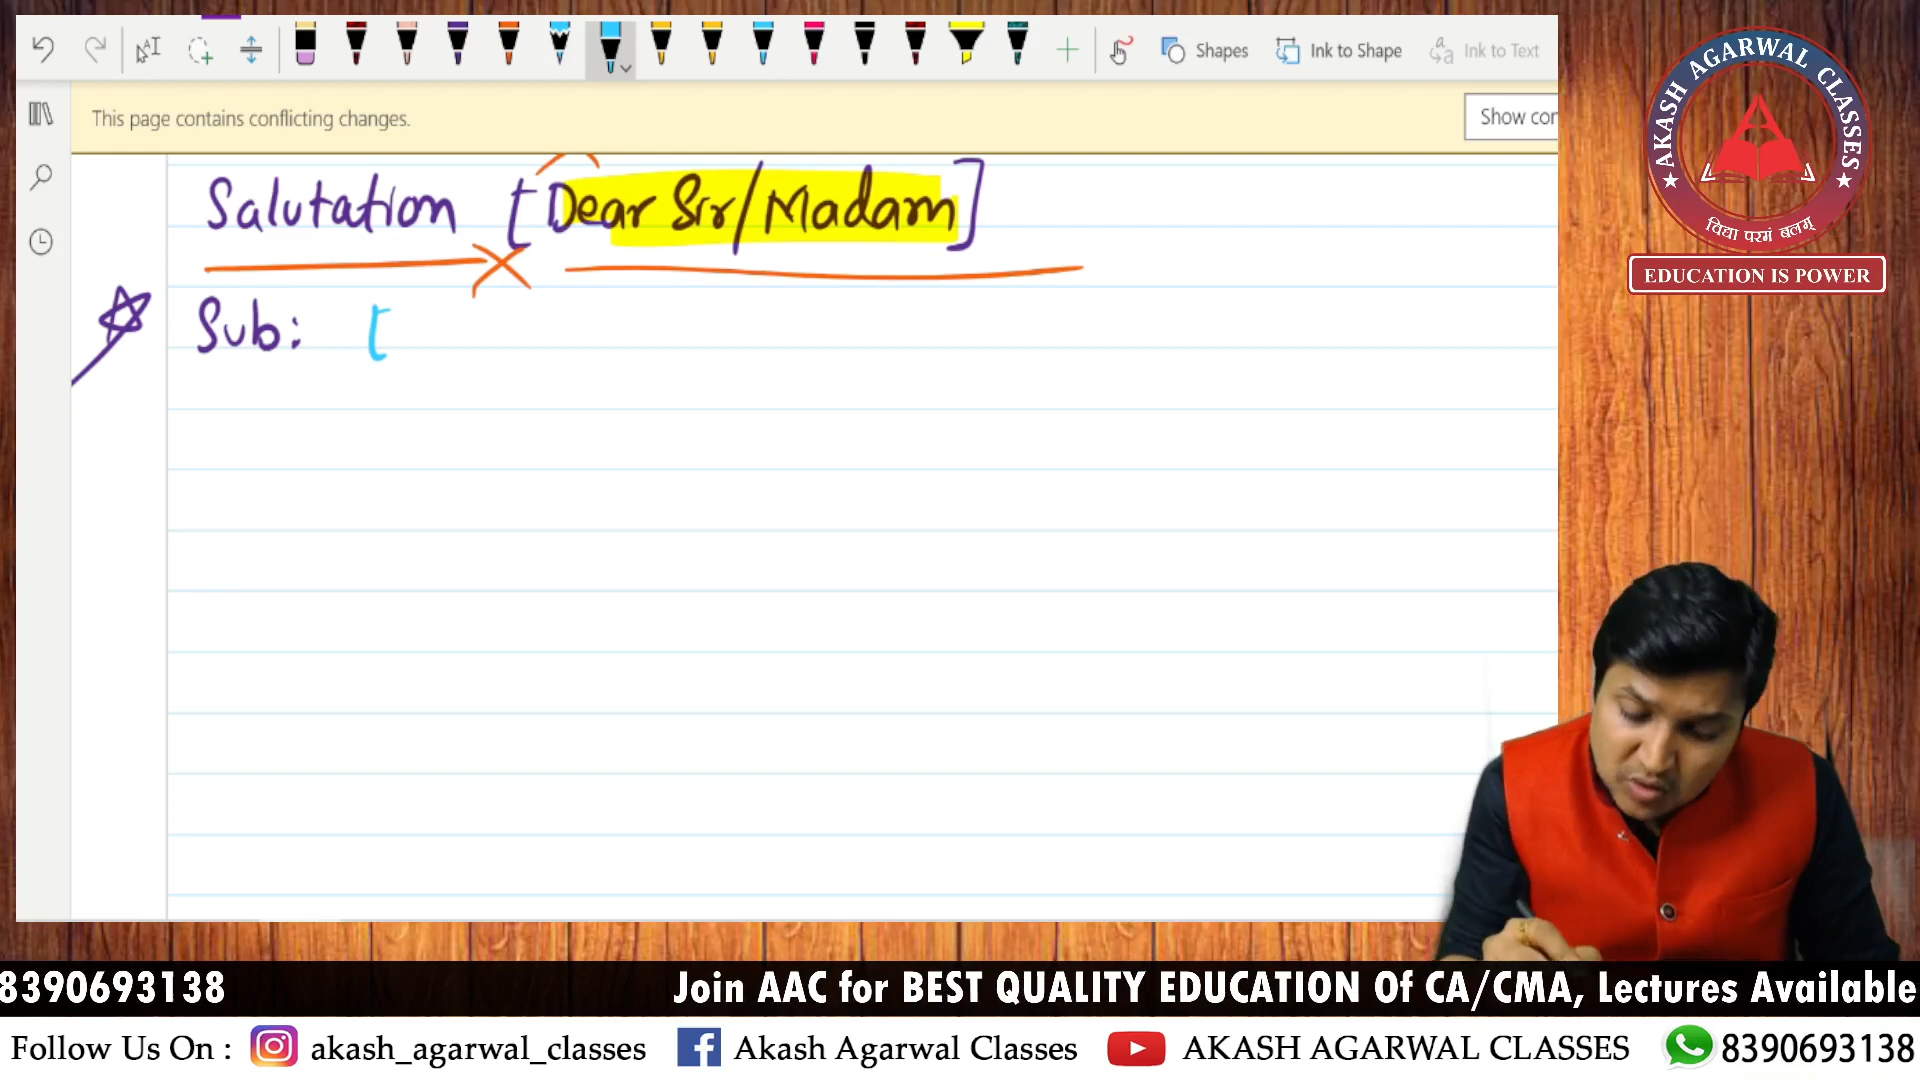 Shapes
Ink to Shape
Ink to Text
This page contains conflicting changes.
Show con
Salutation [Dear Sir/Madam]
Sub: [
AKASH AGARWAL CLASSES
विद्या परमं बलम्
EDUCATION IS POWER
8390693138
Join AAC for BEST QUALITY EDUCATION Of CA/CMA, Lectures Available
Follow Us On : akash_agarwal_classes Akash Agarwal Classes AKASH AGARWAL CLASSES 8390693138